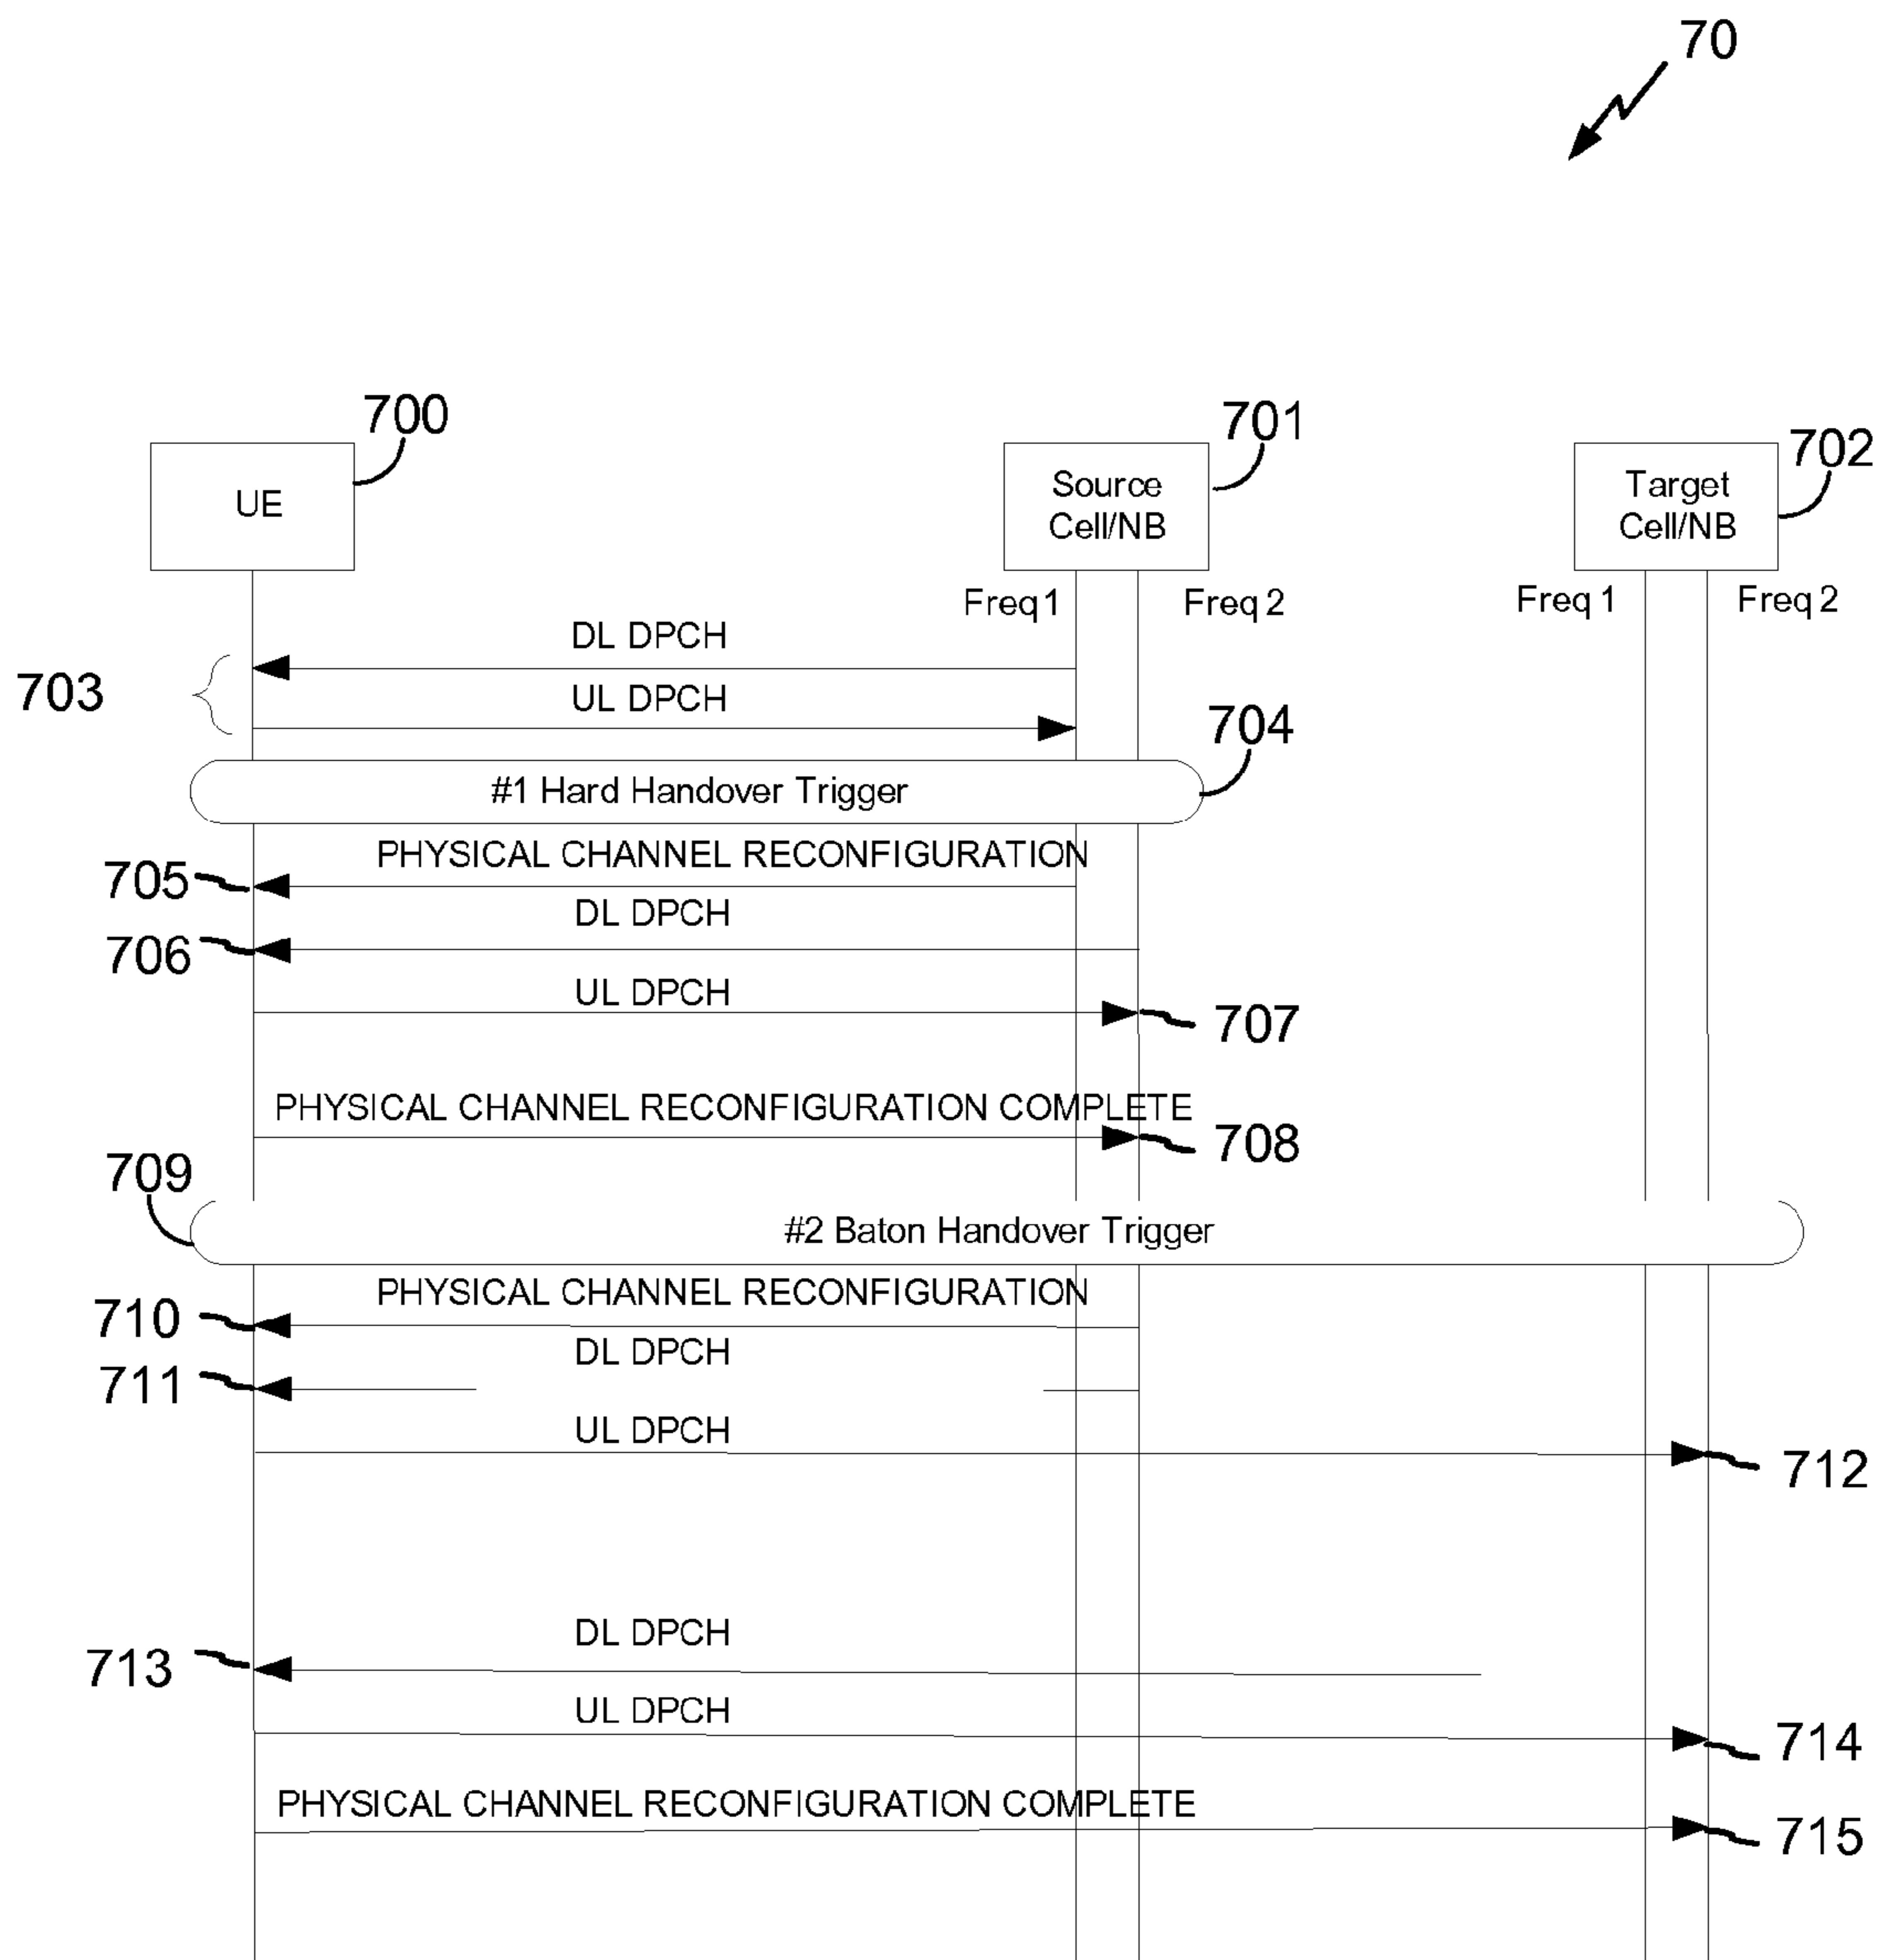 70
700
701
702
UE
Source
Cell/NB
Target
Cell/NB
Freq 1
Freq 2
Freq 1
Freq 2
DL DPCH
703
UL DPCH
704
#1 Hard Handover Trigger
PHYSICAL CHANNEL RECONFIGURATION
705
DL DPCH
706
UL DPCH
707
PHYSICAL CHANNEL RECONFIGURATION COMPLETE
708
709
#2 Baton Handover Trigger
PHYSICAL CHANNEL RECONFIGURATION
710
DL DPCH
711
UL DPCH
712
DL DPCH
713
UL DPCH
714
PHYSICAL CHANNEL RECONFIGURATION COMPLETE
715